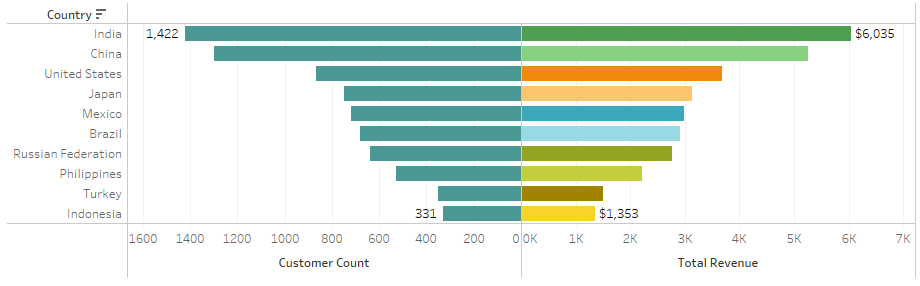 Country
India 1,422 $6,035
China
United States
Japan
Mexico
Brazil
Russian Federation
Philippines
Turkey
Indonesia 331 $1,353
1600 1400 1200 1000 800 600 400 200 0 0K 1K 2K 3K 4K 5K 6K 7K
Customer Count Total Revenue